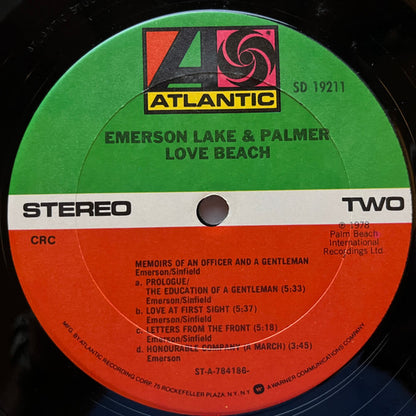 ATLANTIC
SD 19211
EMERSON LAKE & PALMER
LOVE BEACH
STEREO
TWO
CRC
℗ 1978
Palm Beach
International
Recordings Ltd.
MEMOIRS OF AN OFFICER AND A GENTLEMAN
Emerson/Sinfield
a. PROLOGUE/
THE EDUCATION OF A GENTLEMAN (5:33)
Emerson/Sinfield
b. LOVE AT FIRST SIGHT (5:37)
Emerson/Sinfield
c. LETTERS FROM THE FRONT (5:18)
Emerson/Sinfield
d. HONOURABLE COMPANY (A MARCH) (3:45)
Emerson
ST-A-784186-
MFG. BY ATLANTIC RECORDING CORP. 75 ROCKEFELLER PLAZA, N.Y. N.Y. W A WARNER COMMUNICATIONS COMPANY